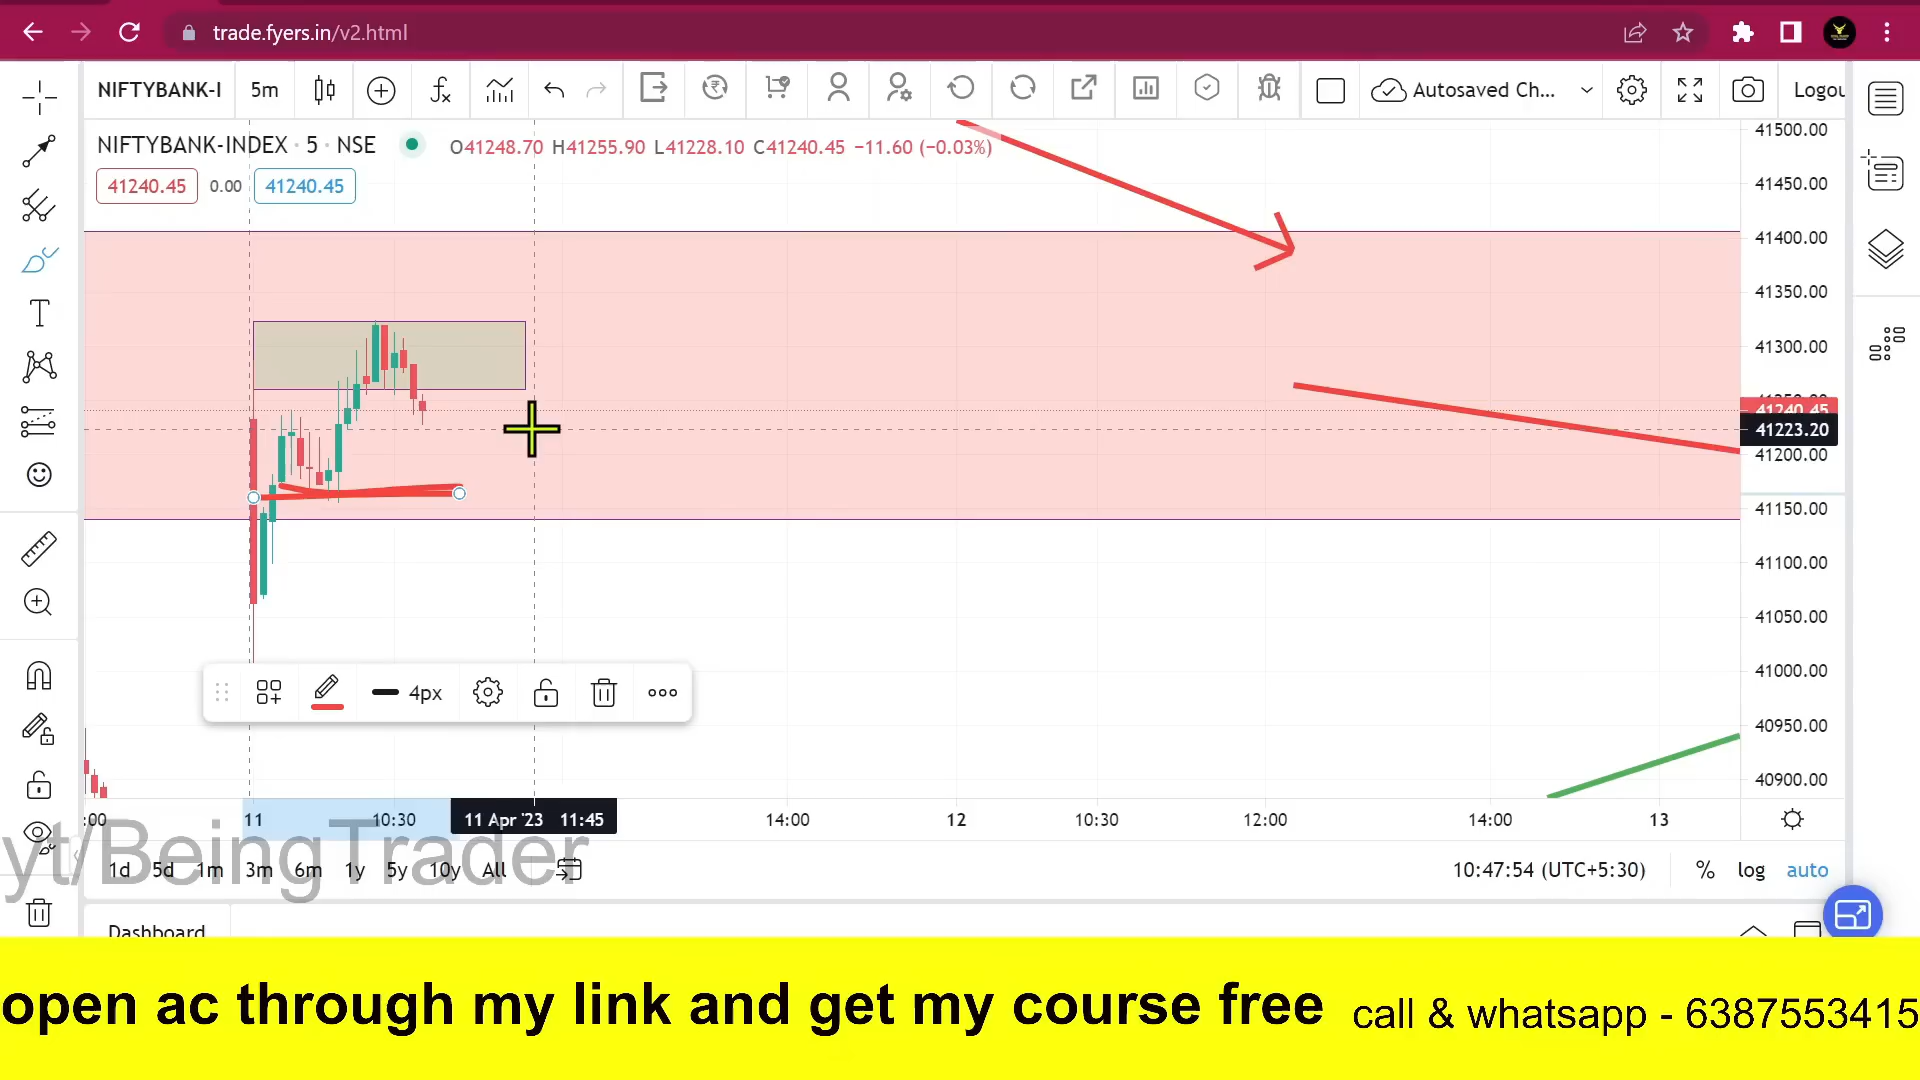 trade.fyers.in/v2.html
NIFTYBANK-I 5m Autosaved Ch... Logou
NIFTYBANK-INDEX · 5 · NSE O41248.70 H41255.90 L41228.10 C41240.45 −11.60 (−0.03%)
41240.45 0.00 41240.45
41500.00
41450.00
41400.00
41350.00
41300.00
41240.45
41223.20
41200.00
41150.00
41100.00
41050.00
41000.00
40950.00
40900.00
4px
:00 11 10:30 11 Apr '23 11:45 14:00 12 10:30 12:00 14:00 13
yt/BeingTrader
1d 5d 1m 3m 6m 1y 5y 10y All 10:47:54 (UTC+5:30) % log auto
Dashboard
open ac through my link and get my course free call & whatsapp - 6387553415